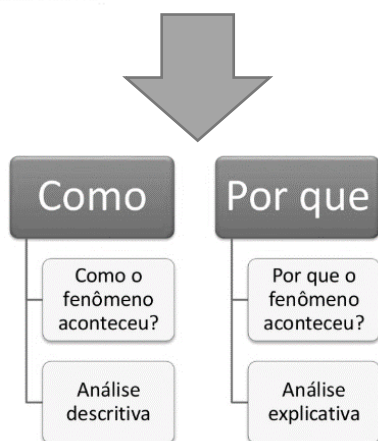 Como
Como o
fenômeno
aconteceu?
Análise
descritiva
Por que
Por que o
fenômeno
aconteceu?
Análise
explicativa